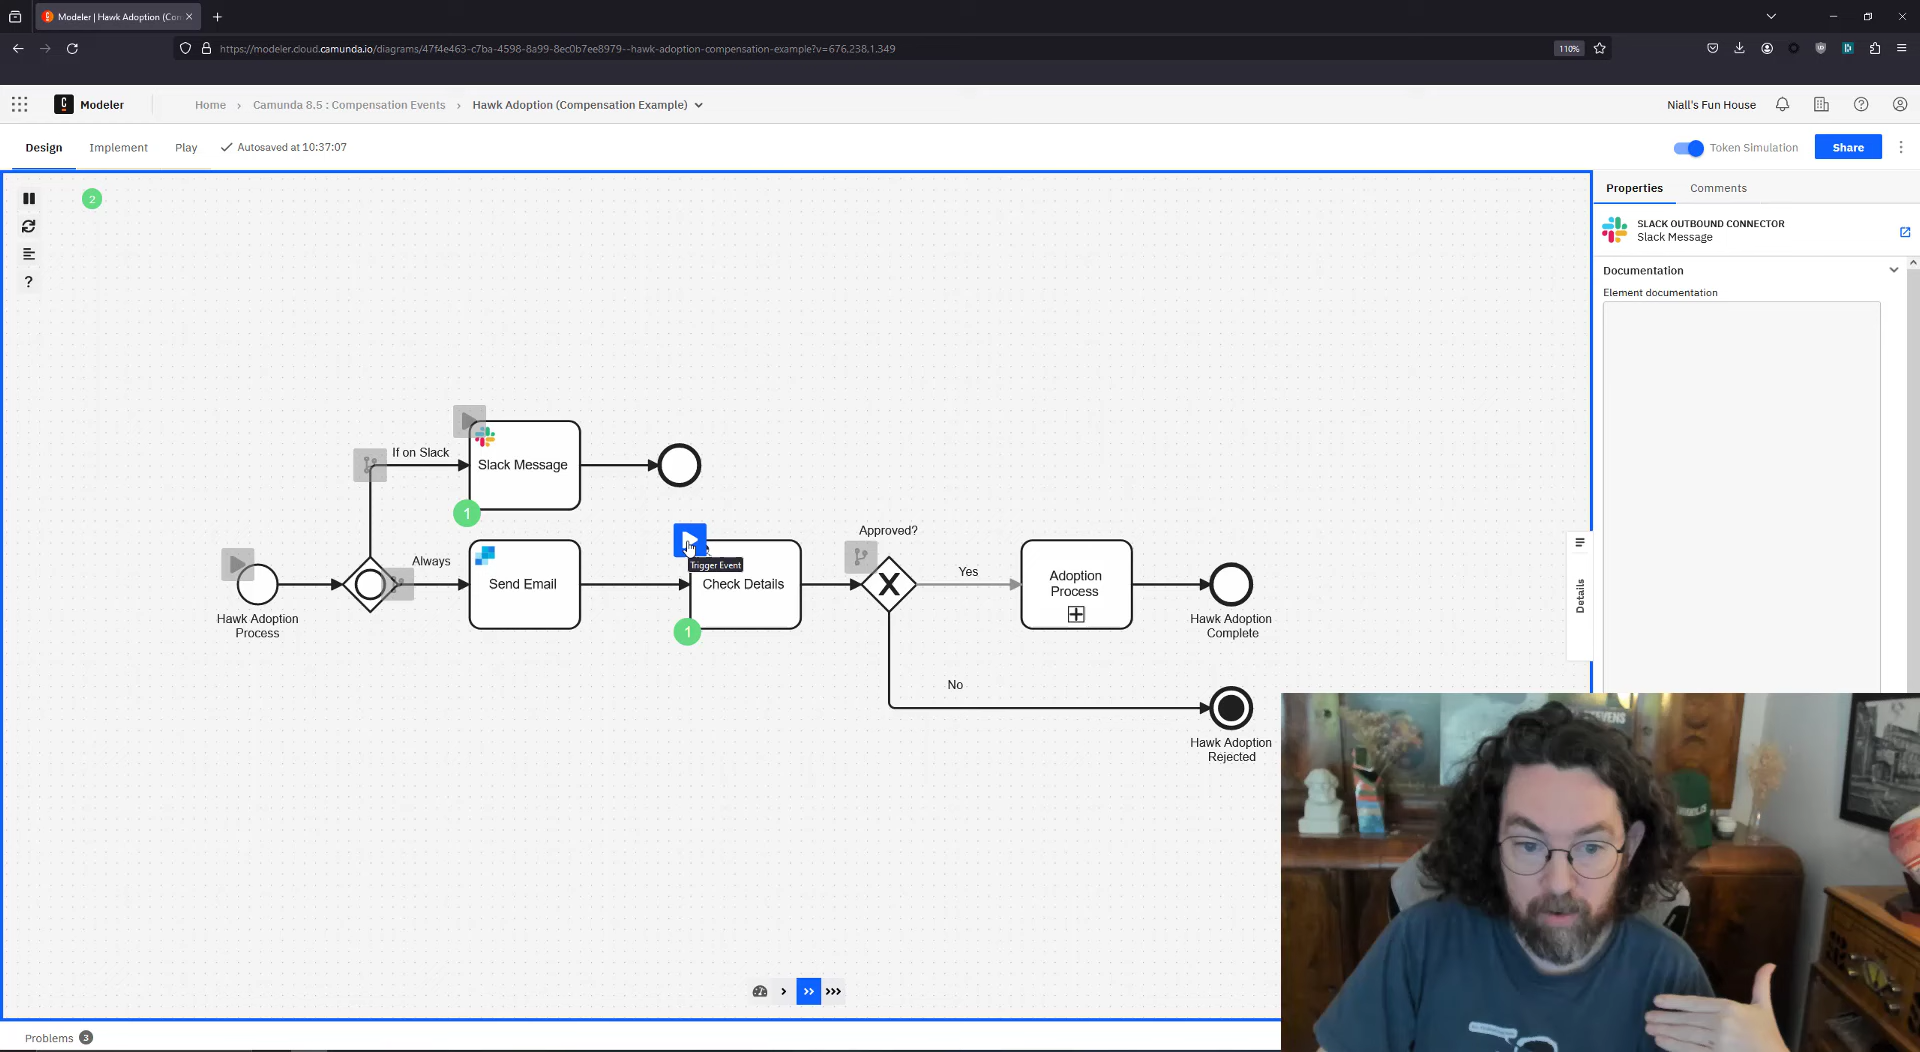 Modeler | Hawk Adoption (Con
https://modeler.cloud.camunda.io/diagrams/47f4e463-c7ba-4598-8a99-8ec0b7ee8979--hawk-adoption-compensation-example?v=676,238,1,349
110%
Modeler
Home
Camunda 8.5 : Compensation Events
Hawk Adoption (Compensation Example)
Niall's Fun House
Design
Implement
Play
Autosaved at 10:37:07
Token Simulation
Share
2
?
Properties
Comments
SLACK OUTBOUND CONNECTOR
Slack Message
Documentation
Element documentation
If on Slack
Slack Message
1
Always
Hawk Adoption
Process
Send Email
Trigger Event
Check Details
1
Approved?
X
Yes
No
Adoption
Process
Hawk Adoption
Complete
Hawk Adoption
Rejected
Details
Problems 3